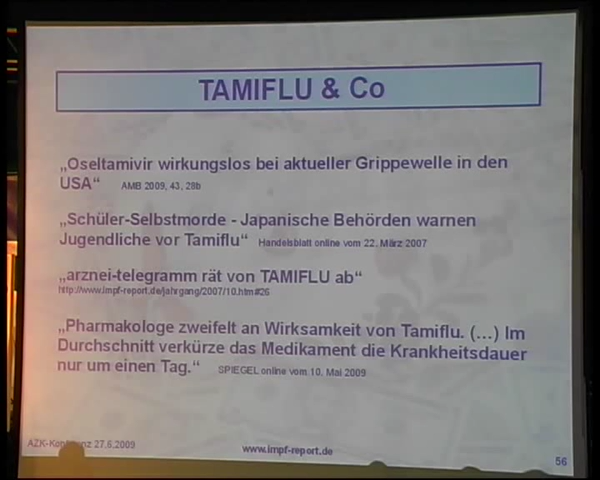 TAMIFLU & Co
„Oseltamivir wirkungslos bei aktueller Grippewelle in den
USA“ AMB 2009, 43, 28b
„Schüler-Selbstmorde - Japanische Behörden warnen
Jugendliche vor Tamiflu“ Handelsblatt online vom 22. März 2007
„arznei-telegramm rät von TAMIFLU ab“
http://www.impf-report.de/jahrgang/2007/10.htm#26
„Pharmakologe zweifelt an Wirksamkeit von Tamiflu. (...) Im
Durchschnitt verkürze das Medikament die Krankheitsdauer
nur um einen Tag.“ SPIEGEL online vom 10. Mai 2009
AZK-Konferenz 27.6.2009
www.impf-report.de
56